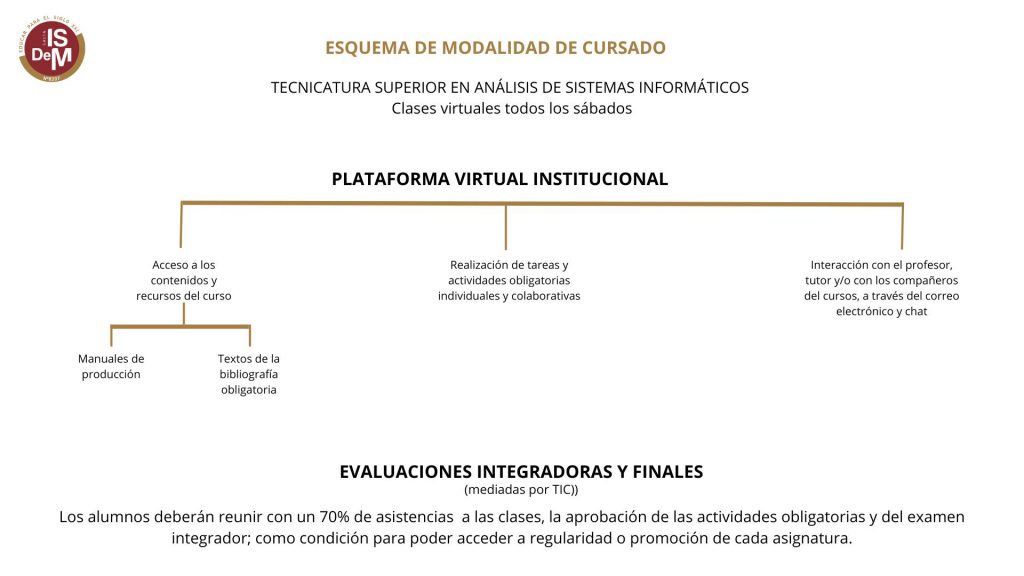 EDUCAR PARA EL SIGLO XXI
IS
DeM
ESQUEMA DE MODALIDAD DE CURSADO
TECNICATURA SUPERIOR EN ANÁLISIS DE SISTEMAS INFORMÁTICOS
Clases virtuales todos los sábados
PLATAFORMA VIRTUAL INSTITUCIONAL
Acceso a los
contenidos y
recursos del curso
Realización de tareas y
actividades obligatorias
individuales y colaborativas
Interacción con el profesor,
tutor y/o con los compañeros
del cursos, a través del correo
electrónico y chat
Manuales de
producción
Textos de la
bibliografía
obligatoria
EVALUACIONES INTEGRADORAS Y FINALES
(mediadas por TIC))
Los alumnos deberán reunir con un 70% de asistencias  a las clases, la aprobación de las actividades obligatorias y del examen
integrador; como condición para poder acceder a regularidad o promoción de cada asignatura.